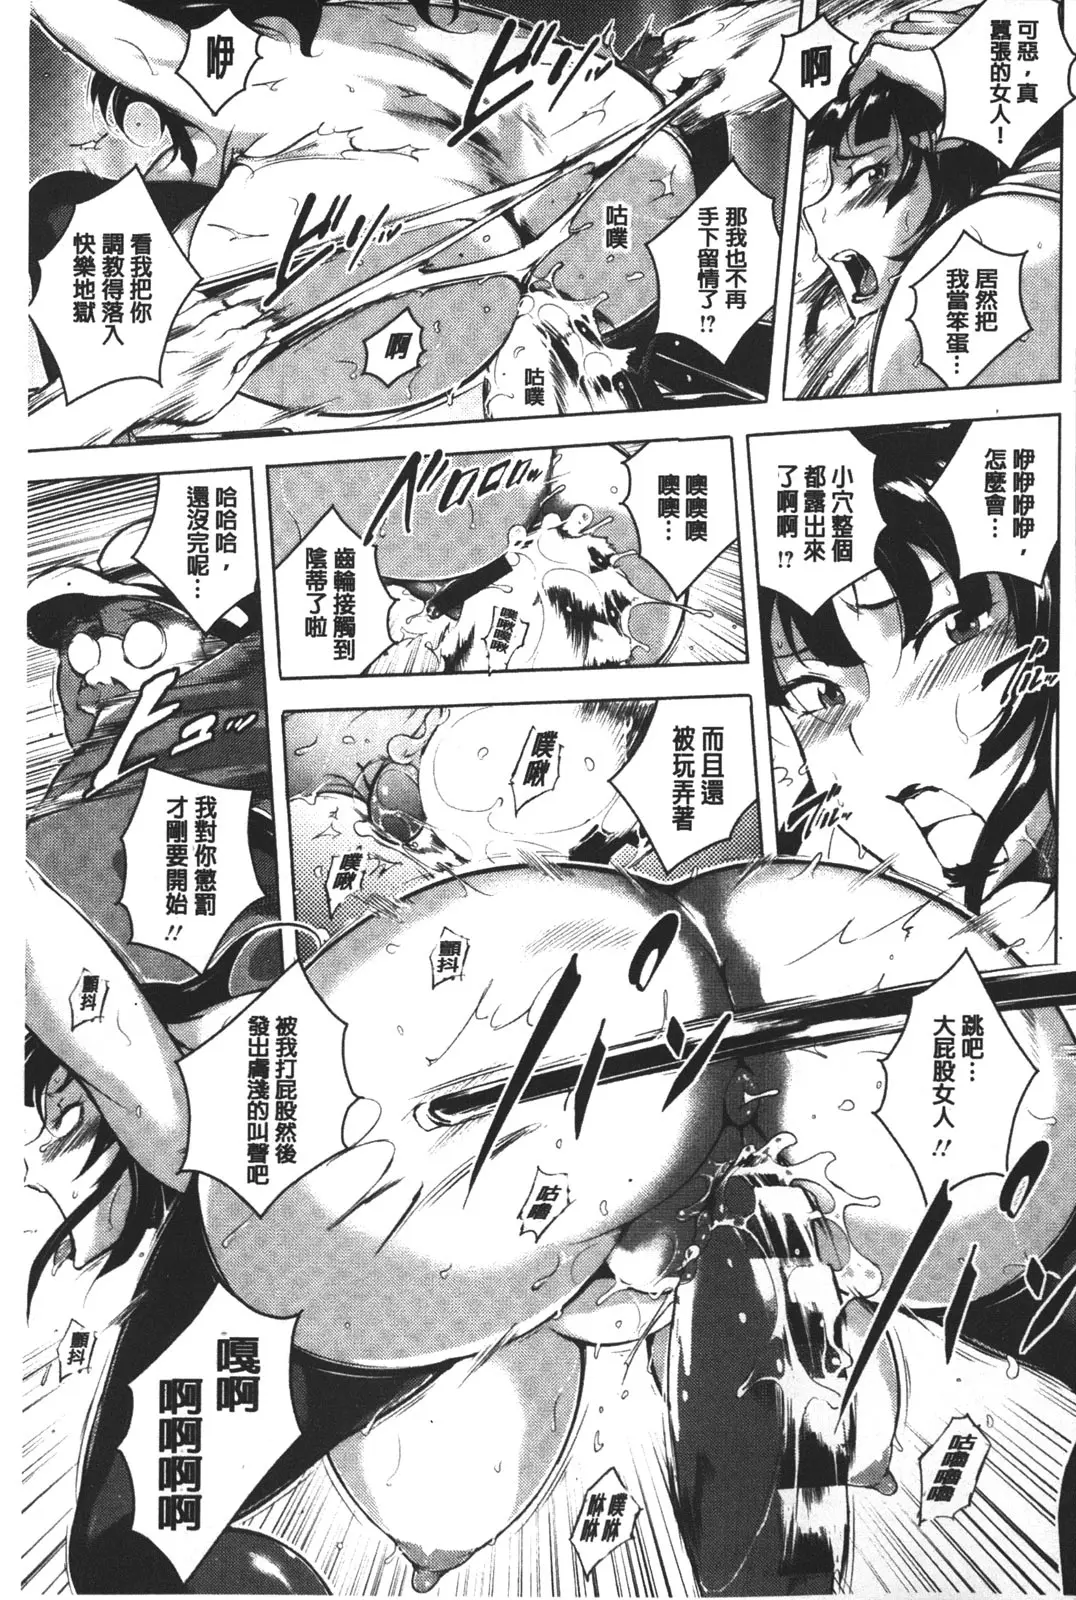 可惡，真
囂張的女人！
啊
居然把
我當笨蛋…
那我也不再
手下留情了!?
咕噗
咕噗
咿
啊
看我把你
調教得落入
快樂地獄
咿咿咿咿，
怎麼會…
小穴整個
都露出來
了啊啊!?
噢噢噢
噢噢…
噗啾
噗啾啾
齒輪接觸到
陰蒂了啦
哈哈哈，
還沒完呢…
而且還
被玩弄著
噗啾
噗啾
我對你懲罰
才剛要開始!!
跳吧…
大屁股女人!!
顫抖
顫抖
被我打屁股然後
發出膚淺的叫聲吧
咕嚕
顫抖
嘎啊
啊啊啊啊
咕嚕嚕嚕
噗咻
咻咻